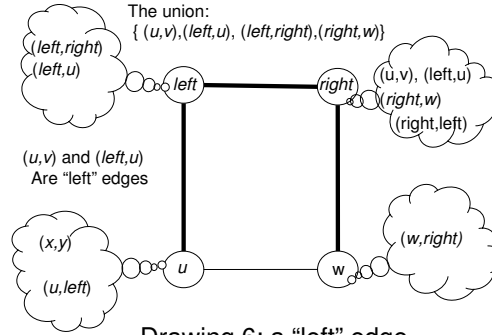 The union:
{ (u,v),(left,u), (left,right),(right,w)}
(left,right)
(left,u)
left
right
(u,v), (left,u)
(right,w)
(right,left)
(u,v) and (left,u)
Are “left” edges
(x,y)
(u,left)
u
w
(w,right)
Drawing 6: a “left” edge